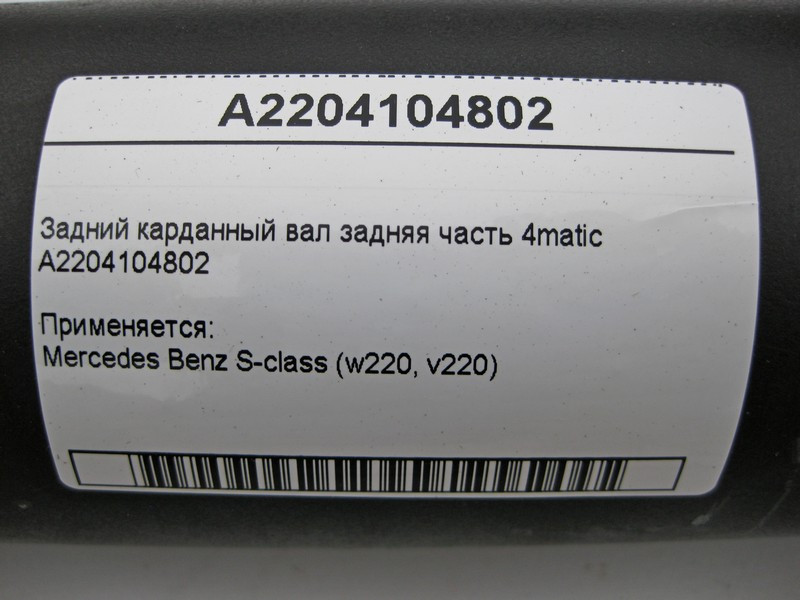 A2204104802
Задний карданный вал задняя часть 4matic
A2204104802
Применяется:
Mercedes Benz S-class (w220, v220)